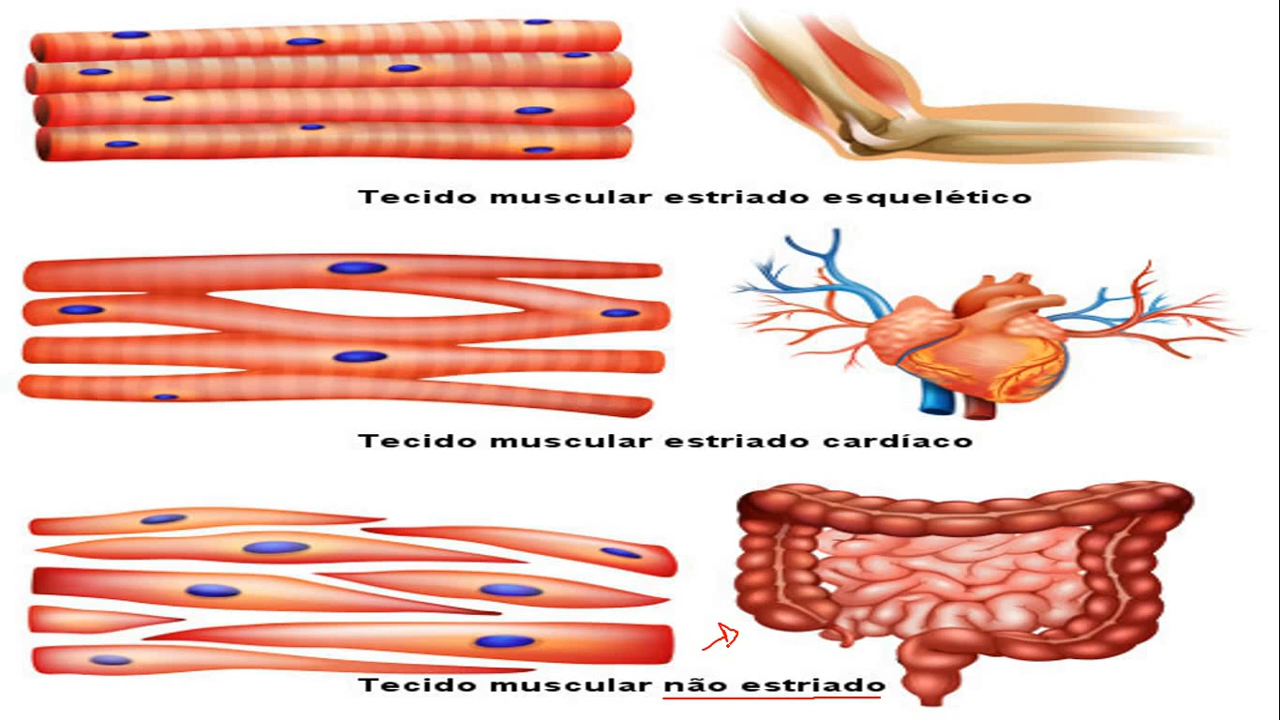 Tecido muscular estriado esquelético
Tecido muscular estriado cardíaco
Tecido muscular não estriado